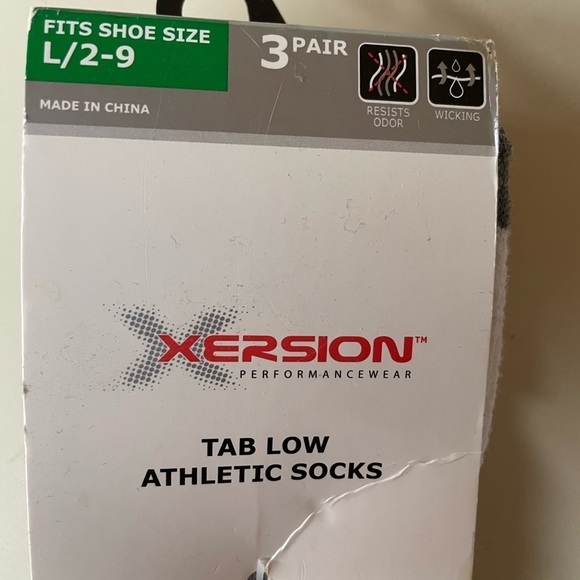 FITS SHOE SIZE
L/2-9
3 PAIR
RESISTS
ODOR
WICKING
MADE IN CHINA
XERSION™
PERFORMANCEWEAR
TAB LOW
ATHLETIC SOCKS